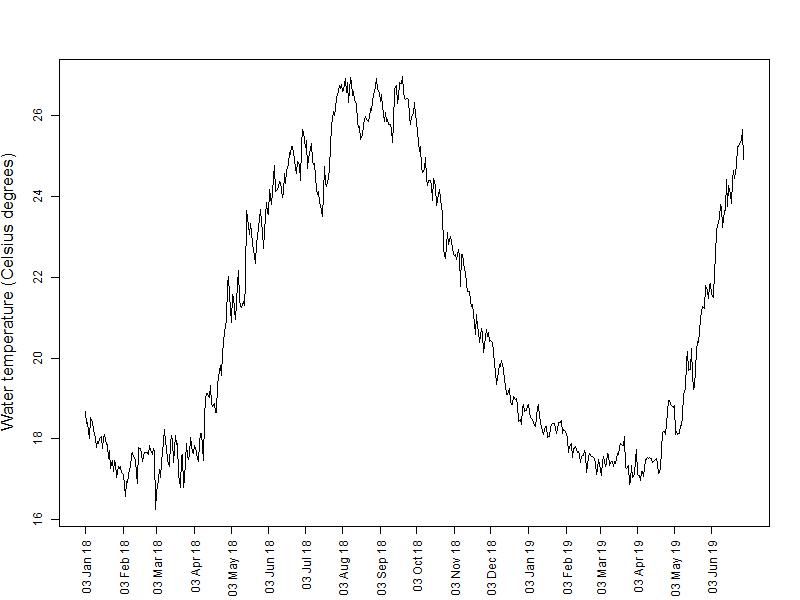 Water temperature (Celsius degrees)
26
24
22
20
18
16
03 Jan 18
03 Feb 18
03 Mar 18
03 Apr 18
03 May 18
03 Jun 18
03 Jul 18
03 Aug 18
03 Sep 18
03 Oct 18
03 Nov 18
03 Dec 18
03 Jan 19
03 Feb 19
03 Mar 19
03 Apr 19
03 May 19
03 Jun 19